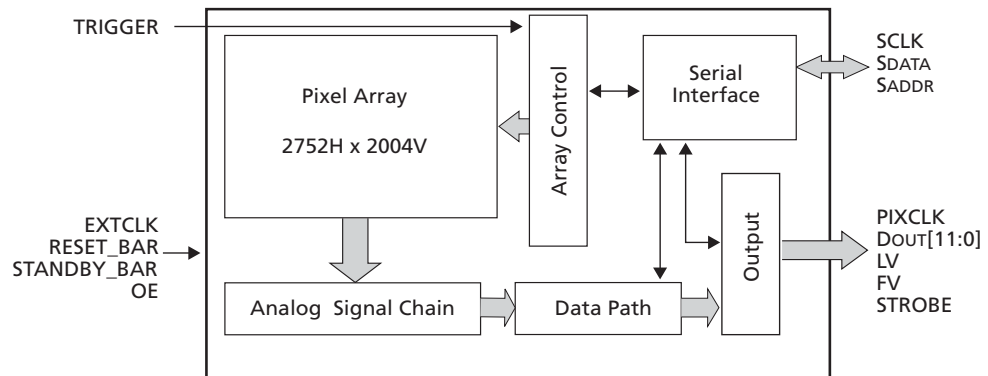 TRIGGER
Pixel Array
2752H x 2004V
Array Control
Serial
Interface
SCLK
SDATA
SADDR
EXTCLK
RESET_BAR
STANDBY_BAR
OE
Analog Signal Chain
Data Path
Output
PIXCLK
DOUT[11:0]
LV
FV
STROBE